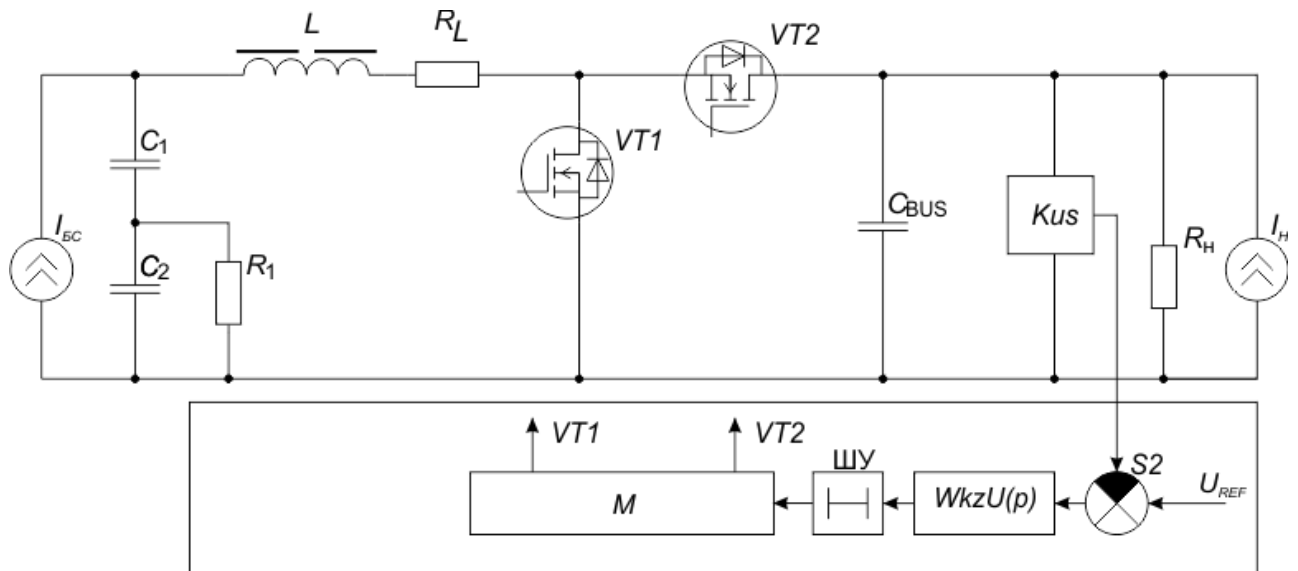 L
R_L
VT2
VT1
C₁
C₂
R₁
I_БС
C_BUS
Kus
R_Н
I_Н
VT1
VT2
ШУ
S2
U_REF
WkzU(p)
M